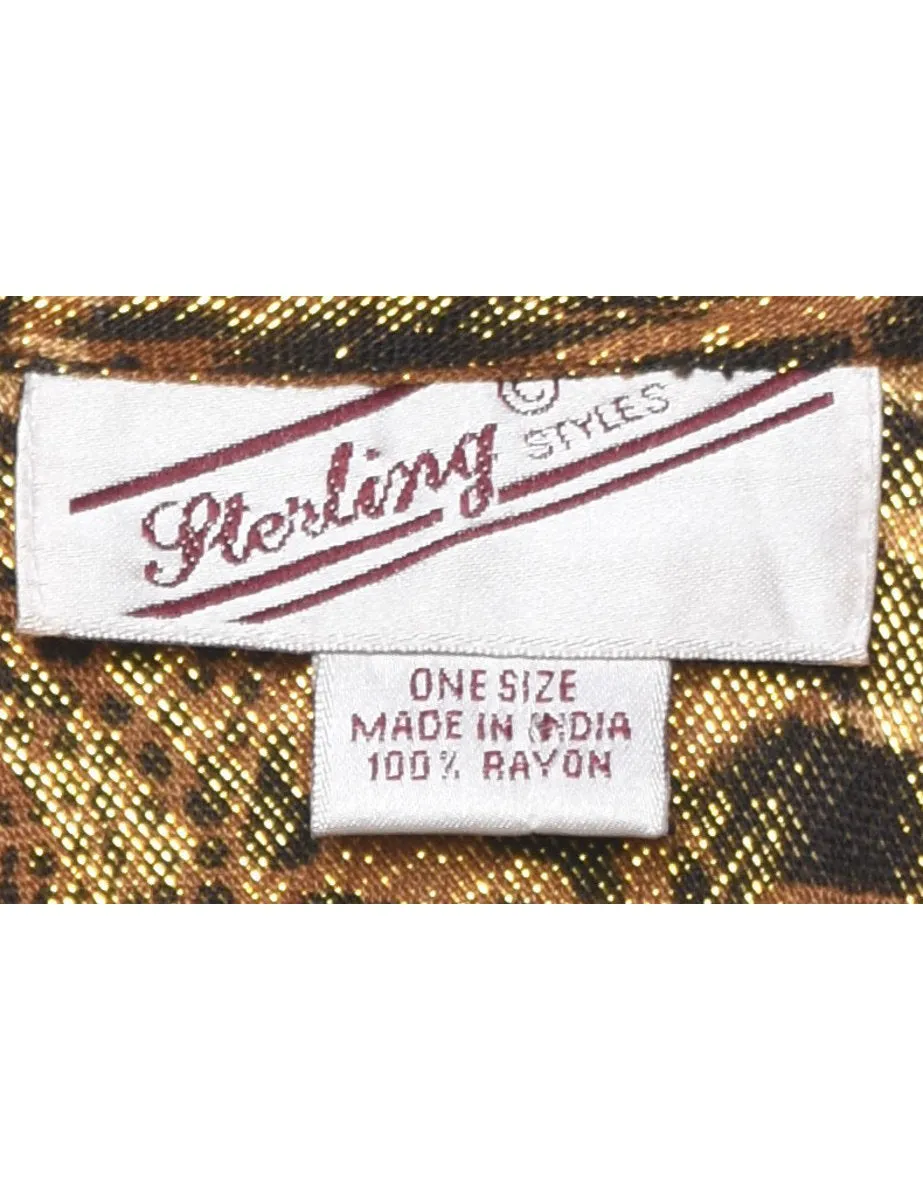 ©
Sterling STYLES
ONE SIZE
MADE IN INDIA
100% RAYON